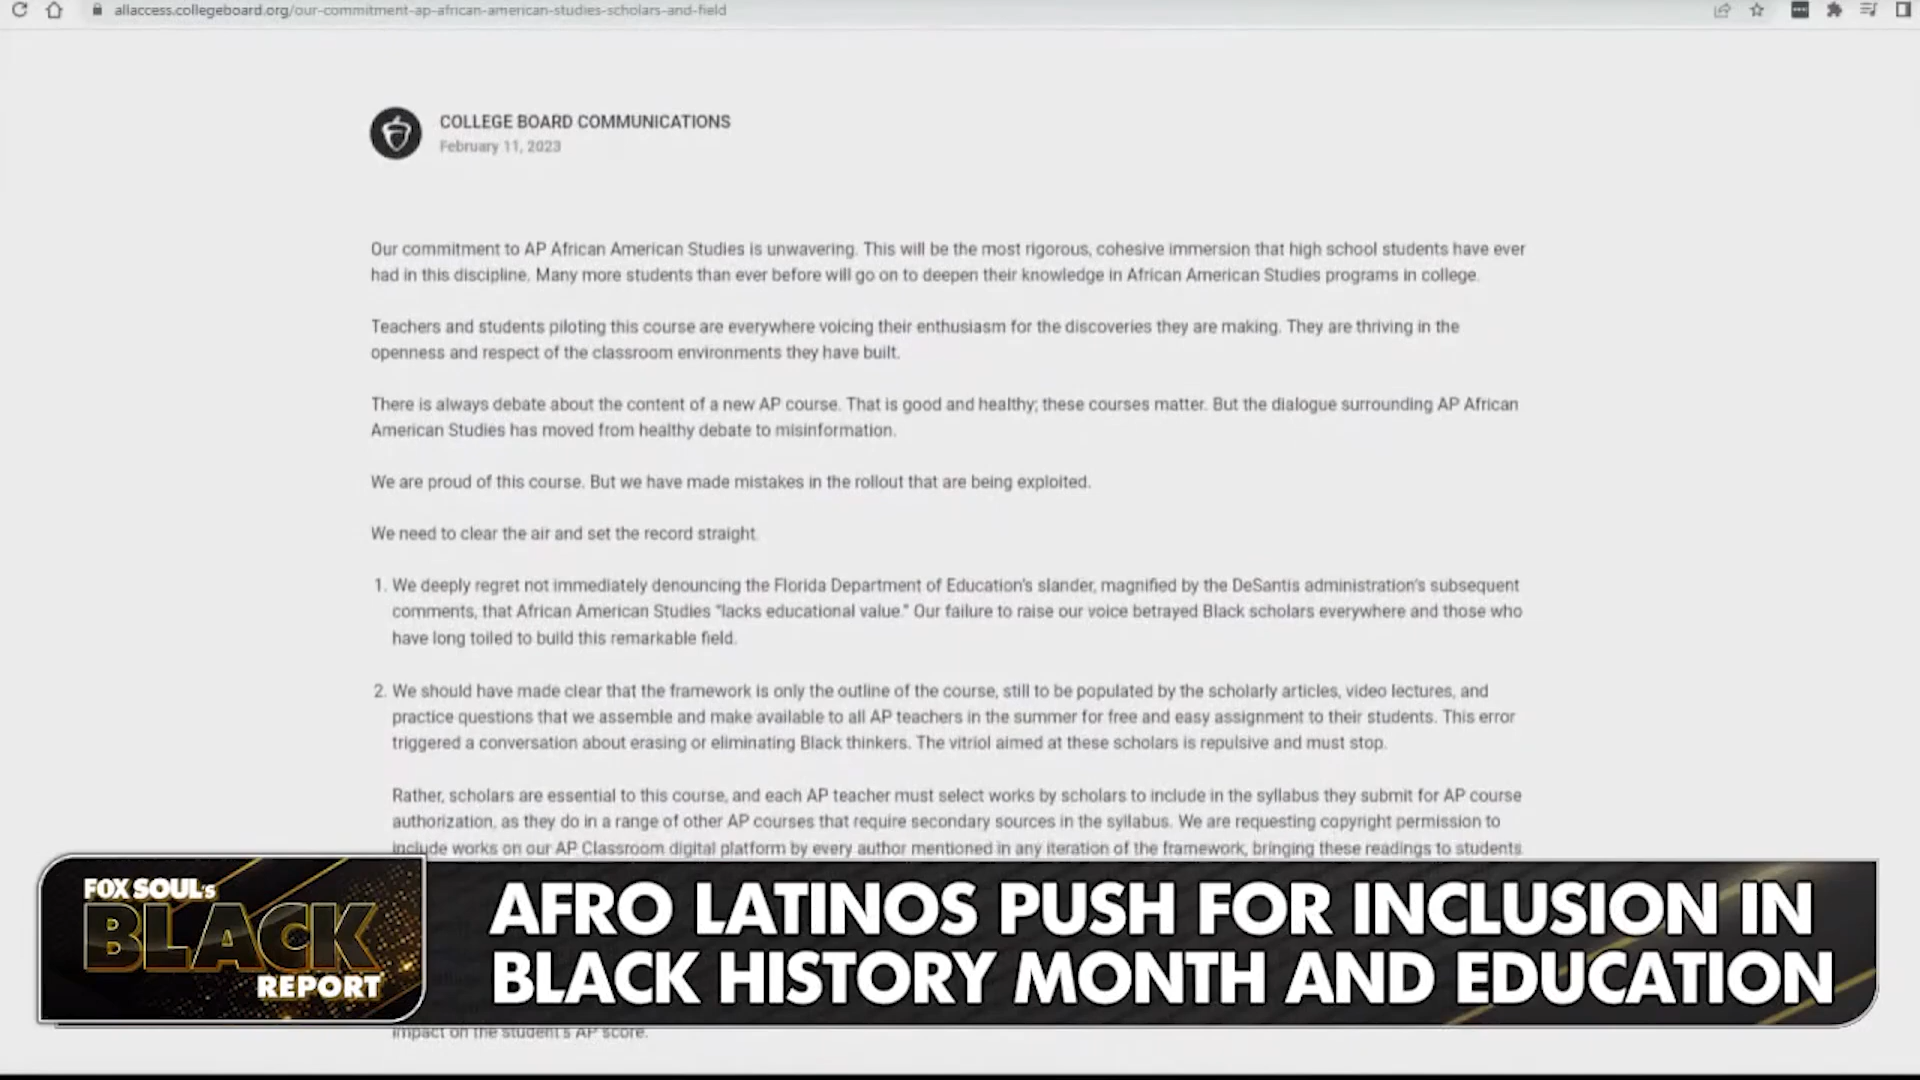 allaccess.collegeboard.org/our-commitment-ap-african-american-studies-scholars-and-field
COLLEGE BOARD COMMUNICATIONS
February 11, 2023
Our commitment to AP African American Studies is unwavering. This will be the most rigorous, cohesive immersion that high school students have ever
had in this discipline. Many more students than ever before will go on to deepen their knowledge in African American Studies programs in college.
Teachers and students piloting this course are everywhere voicing their enthusiasm for the discoveries they are making. They are thriving in the
openness and respect of the classroom environments they have built.
There is always debate about the content of a new AP course. That is good and healthy; these courses matter. But the dialogue surrounding AP African
American Studies has moved from healthy debate to misinformation.
We are proud of this course. But we have made mistakes in the rollout that are being exploited.
We need to clear the air and set the record straight.
1. We deeply regret not immediately denouncing the Florida Department of Education's slander, magnified by the DeSantis administration's subsequent
comments, that African American Studies "lacks educational value." Our failure to raise our voice betrayed Black scholars everywhere and those who
have long toiled to build this remarkable field.
2. We should have made clear that the framework is only the outline of the course, still to be populated by the scholarly articles, video lectures, and
practice questions that we assemble and make available to all AP teachers in the summer for free and easy assignment to their students. This error
triggered a conversation about erasing or eliminating Black thinkers. The vitriol aimed at these scholars is repulsive and must stop.
Rather, scholars are essential to this course, and each AP teacher must select works by scholars to include in the syllabus they submit for AP course
authorization, as they do in a range of other AP courses that require secondary sources in the syllabus. We are requesting copyright permission to
include works on our AP Classroom digital platform by every author mentioned in any iteration of the framework, bringing these readings to students
FOX SOUL's
BLACK
REPORT
AFRO LATINOS PUSH FOR INCLUSION IN
BLACK HISTORY MONTH AND EDUCATION
impact on the student's AP score.